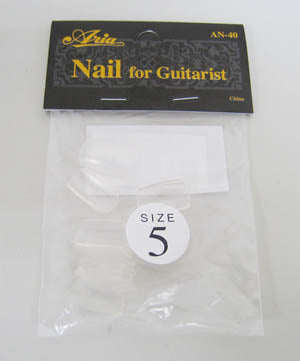 Aria
AN-40
Nail for Guitarist
China
SIZE
5